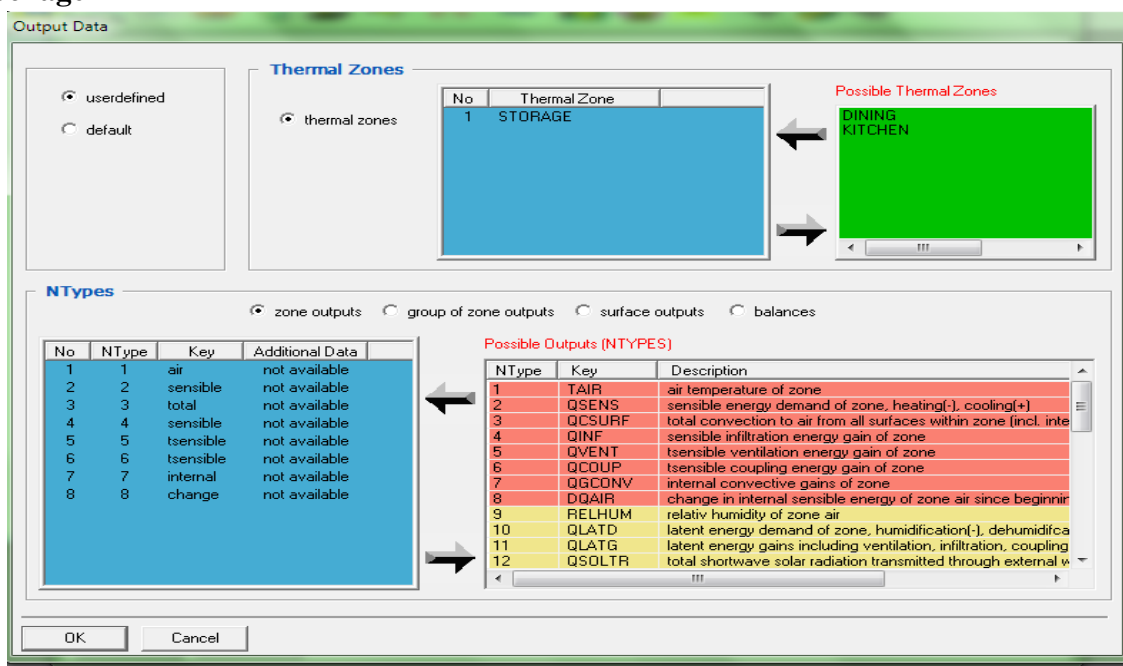 Output Data
userdefined
default
Thermal Zones
thermal zones
No Thermal Zone
1 STORAGE
Possible Thermal Zones
DINING
KITCHEN
NTypes
zone outputs group of zone outputs surface outputs balances
No NType Key Additional Data
1 1 air not available
2 2 sensible not available
3 3 total not available
4 4 sensible not available
5 5 tsensible not available
6 6 tsensible not available
7 7 internal not available
8 8 change not available
Possible Outputs (NTYPES)
NType Key Description
1 TAIR air temperature of zone
2 QSENS sensible energy demand of zone, heating(-), cooling(+)
3 QCSURF total convection to air from all surfaces within zone (incl. inte
4 QINF sensible infiltration energy gain of zone
5 QVENT tsensible ventilation energy gain of zone
6 QCOUP tsensible coupling energy gain of zone
7 QGCONV internal convective gains of zone
8 DQAIR change in internal sensible energy of zone air since beginnin
9 RELHUM relativ humidity of zone air
10 QLATD latent energy demand of zone, humidification(-), dehumidifca
11 QLATG latent energy gains including ventilation, infiltration, coupling
12 QSOLTR total shortwave solar radiation transmitted through external w
OK Cancel